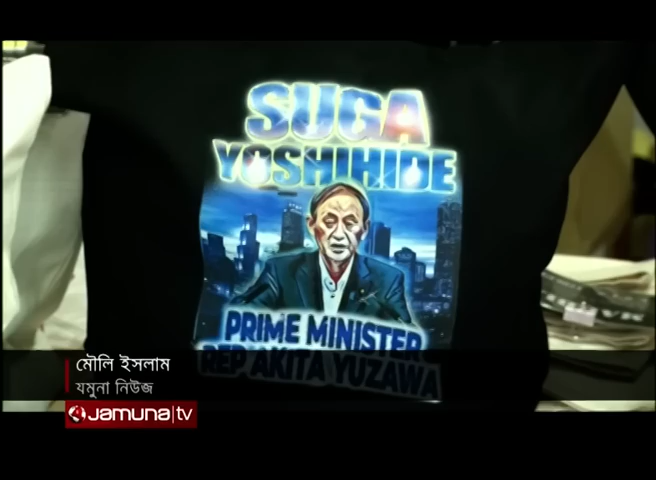 SUGA
YOSHIHIDE
PRIME MINISTER
REP AKITA YUZAWA
মৌলি ইসলাম
যমুনা নিউজ
Jamuna|tv